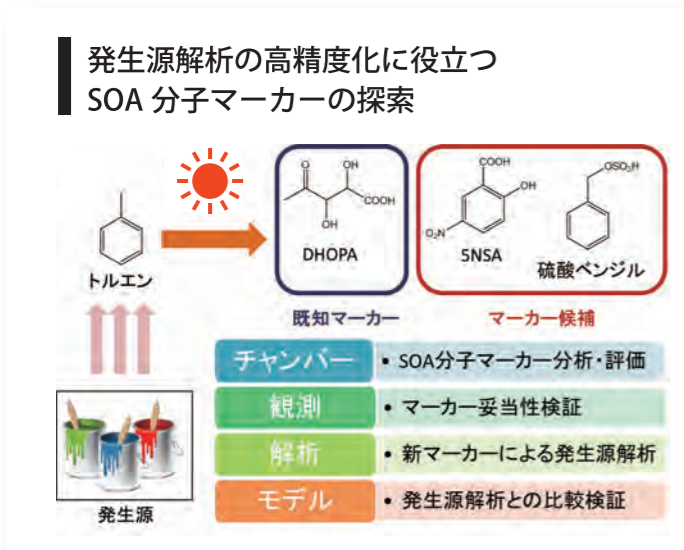 発生源解析の高精度化に役立つ
SOA 分子マーカーの探索
トルエン
O
OH
COOH
OH
DHOPA
COOH
OH
O₂N
5NSA
OSO₃H
硫酸ベンジル
既知マーカー
マーカー候補
チャンバー
• SOA分子マーカー分析・評価
観測
• マーカー妥当性検証
解析
• 新マーカーによる発生源解析
モデル
• 発生源解析との比較検証
発生源